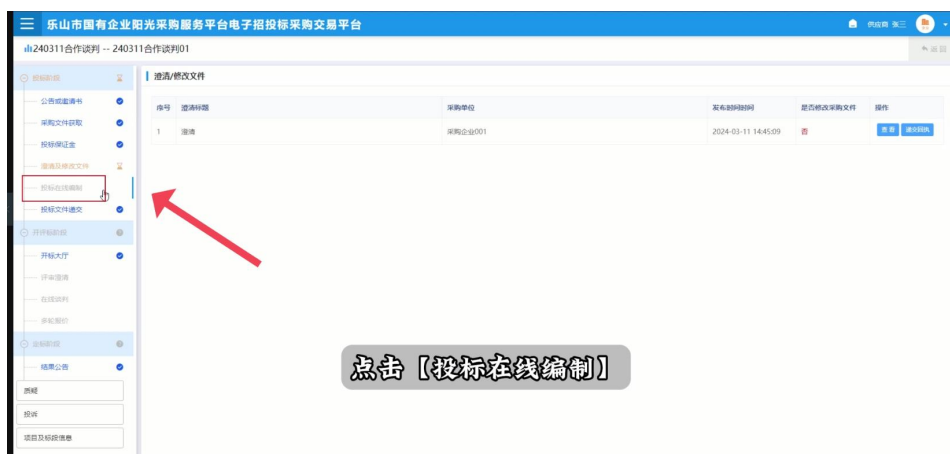 乐山市国有企业阳光采购服务平台电子招投标采购交易平台
供应商 张三
240311合作谈判 -- 240311合作谈判01
返回
投标阶段
澄清/修改文件
公告或邀请书
采购文件获取
投标保证金
澄清及修改文件
投标在线编制
投标文件递交
开评标阶段
开标大厅
评审澄清
在线谈判
多轮报价
定标阶段
结果公告
质疑
投诉
项目及标段信息
序号 澄清标题 采购单位 发布时间时间 是否修改采购文件 操作
1 澄清 采购企业001 2024-03-11 14:45:09 否 查看 递交回执
点击【投标在线编制】